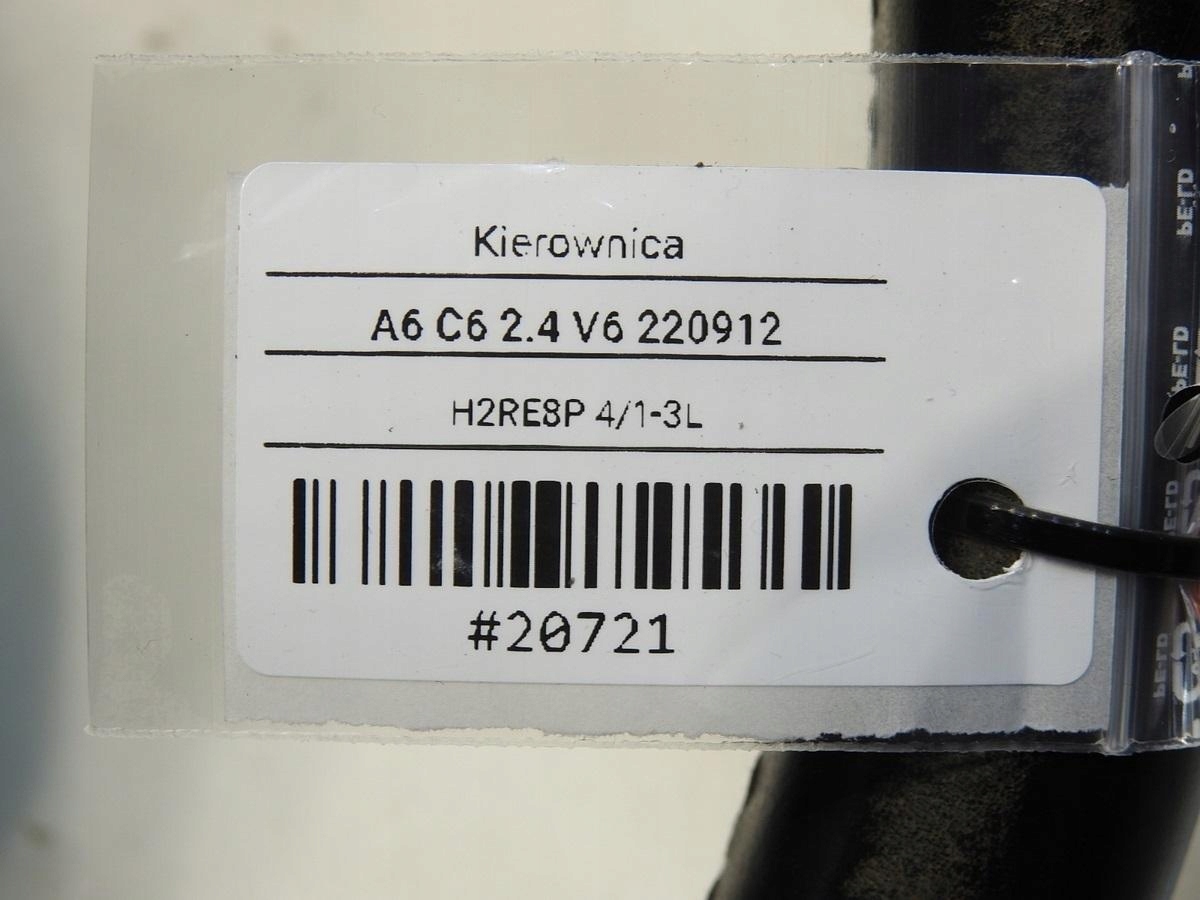 Kierownica
A6 C6 2.4 V6 220912
H2RE8P 4/1-3L
#20721